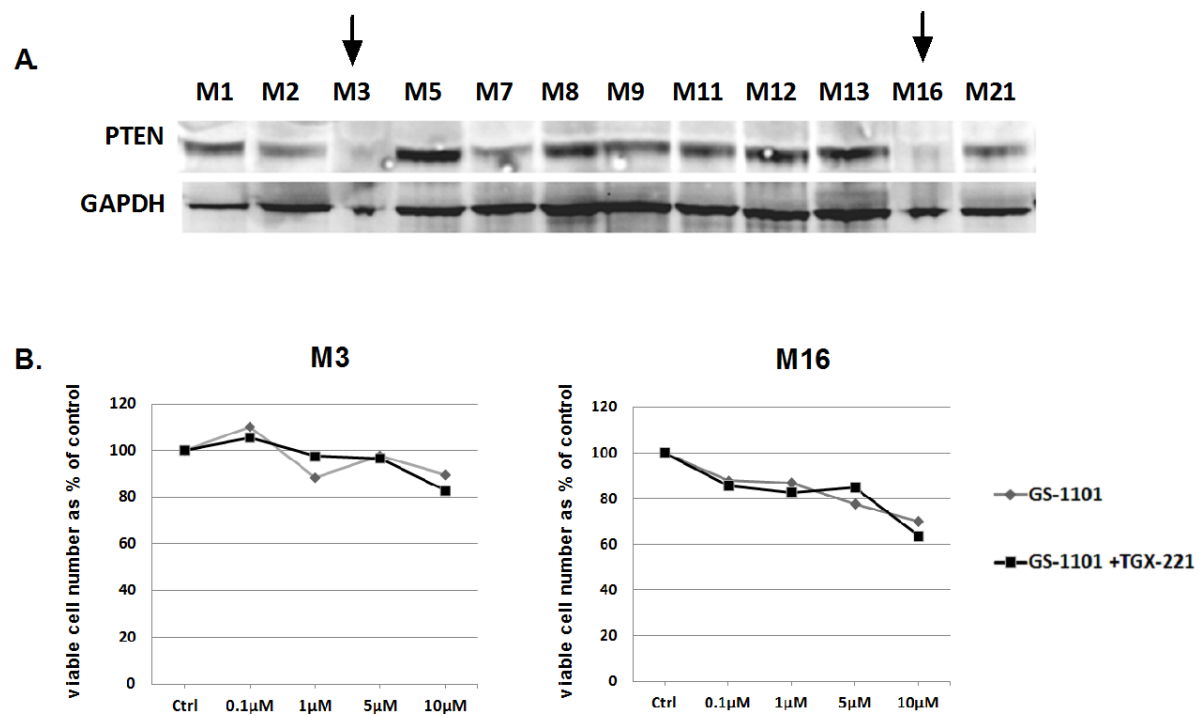 A.
M1 M2 M3 M5 M7 M8 M9 M11 M12 M13 M16 M21
PTEN
GAPDH
B.
M3
viable cell number as % of control
120
100
80
60
40
20
0
Ctrl 0.1µM 1µM 5µM 10µM
M16
viable cell number as % of control
120
100
80
60
40
20
0
Ctrl 0.1µM 1µM 5µM 10µM
GS-1101
GS-1101 +TGX-221